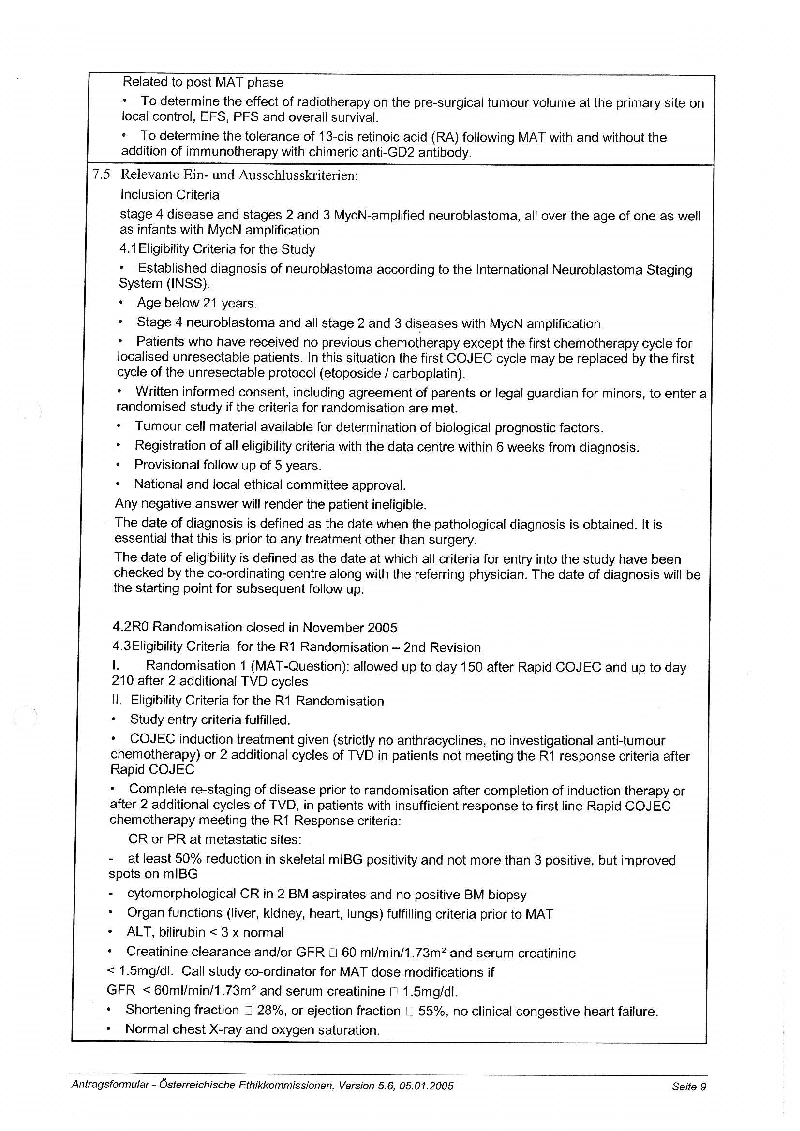 Related to post MAT phase
• To determine the effect of radiotherapy on the pre-surgical tumour volume at the primary site on
local control, EFS, PFS and overall survival.
• To determine the tolerance of 13-cis retinoic acid (RA) following MAT with and without the
addition of immunotherapy with chimeric anti-GD2 antibody.
7.5 Relevante Ein- und Ausschlusskriterien:
Inclusion Criteria
stage 4 disease and stages 2 and 3 MycN-amplified neuroblastoma, all over the age of one as well
as infants with MycN amplification
4.1Eligibility Criteria for the Study
• Established diagnosis of neuroblastoma according to the International Neuroblastoma Staging
System (INSS).
• Age below 21 years.
• Stage 4 neuroblastoma and all stage 2 and 3 diseases with MycN amplification
• Patients who have received no previous chemotherapy except the first chemotherapy cycle for
localised unresectable patients. In this situation the first COJEC cycle may be replaced by the first
cycle of the unresectable protocol (etoposide / carboplatin).
• Written informed consent, including agreement of parents or legal guardian for minors, to enter a
randomised study if the criteria for randomisation are met.
• Tumour cell material available for determination of biological prognostic factors.
• Registration of all eligibility criteria with the data centre within 6 weeks from diagnosis.
• Provisional follow up of 5 years.
• National and local ethical committee approval.
Any negative answer will render the patient ineligible.
The date of diagnosis is defined as the date when the pathological diagnosis is obtained. It is
essential that this is prior to any treatment other than surgery.
The date of eligibility is defined as the date at which all criteria for entry into the study have been
checked by the co-ordinating centre along with the referring physician. The date of diagnosis will be
the starting point for subsequent follow up.
4.2R0 Randomisation closed in November 2005
4.3Eligibility Criteria for the R1 Randomisation – 2nd Revision
I. Randomisation 1 (MAT-Question): allowed up to day 150 after Rapid COJEC and up to day
210 after 2 additional TVD cycles
II. Eligibility Criteria for the R1 Randomisation
• Study entry criteria fulfilled.
• COJEC induction treatment given (strictly no anthracyclines, no investigational anti-tumour
chemotherapy) or 2 additional cycles of TVD in patients not meeting the R1 response criteria after
Rapid COJEC
• Complete re-staging of disease prior to randomisation after completion of induction therapy or
after 2 additional cycles of TVD, in patients with insufficient response to first line Rapid COJEC
chemotherapy meeting the R1 Response criteria:
CR or PR at metastatic sites:
- at least 50% reduction in skeletal mIBG positivity and not more than 3 positive, but improved
spots on mIBG
- cytomorphological CR in 2 BM aspirates and no positive BM biopsy
• Organ functions (liver, kidney, heart, lungs) fulfilling criteria prior to MAT
• ALT, bilirubin < 3 x normal
• Creatinine clearance and/or GFR □ 60 ml/min/1.73m² and serum creatinine
< 1.5mg/dl. Call study co-ordinator for MAT dose modifications if
GFR < 60ml/min/1.73m² and serum creatinine □ 1.5mg/dl.
• Shortening fraction □ 28%, or ejection fraction □ 55%, no clinical congestive heart failure.
• Normal chest X-ray and oxygen saturation.
Antragsformular - Österreichische Ethikkommissionen, Version 5.6, 05.01.2005 Seite 9